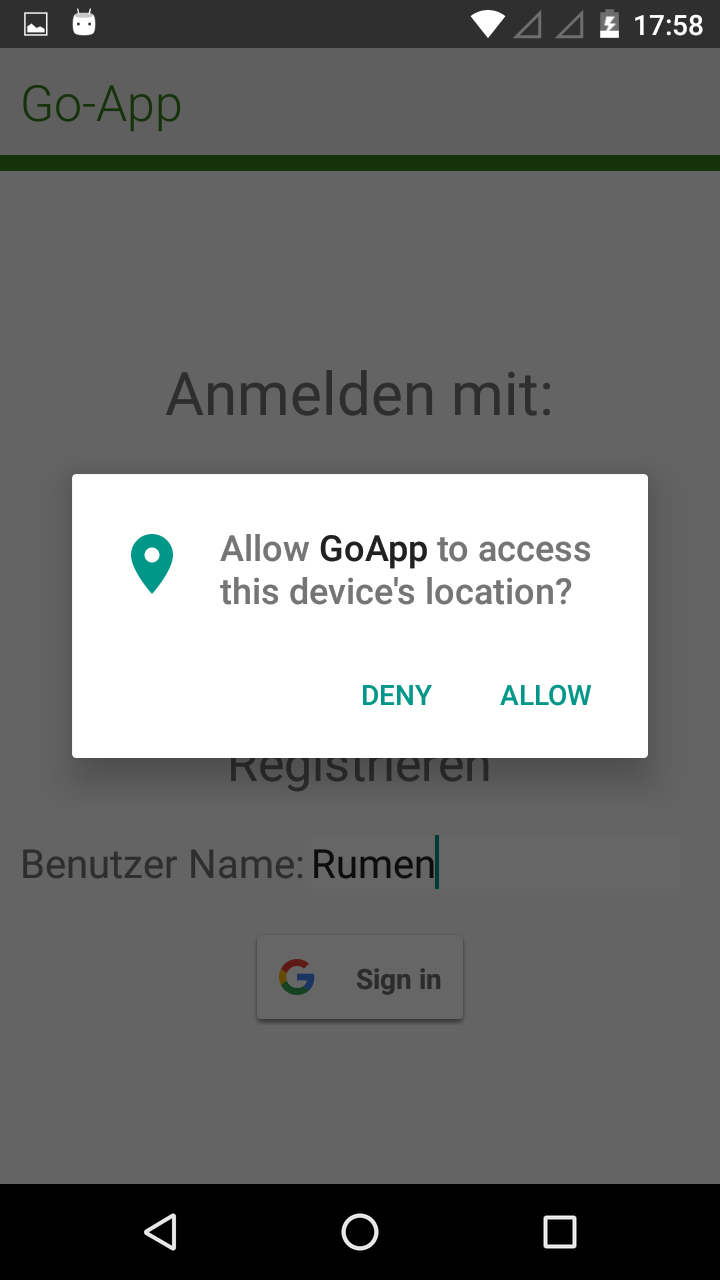 17:58
Go-App
Anmelden mit:
Allow GoApp to access
this device's location?
DENY ALLOW
Registrieren
Benutzer Name: Rumen
Sign in